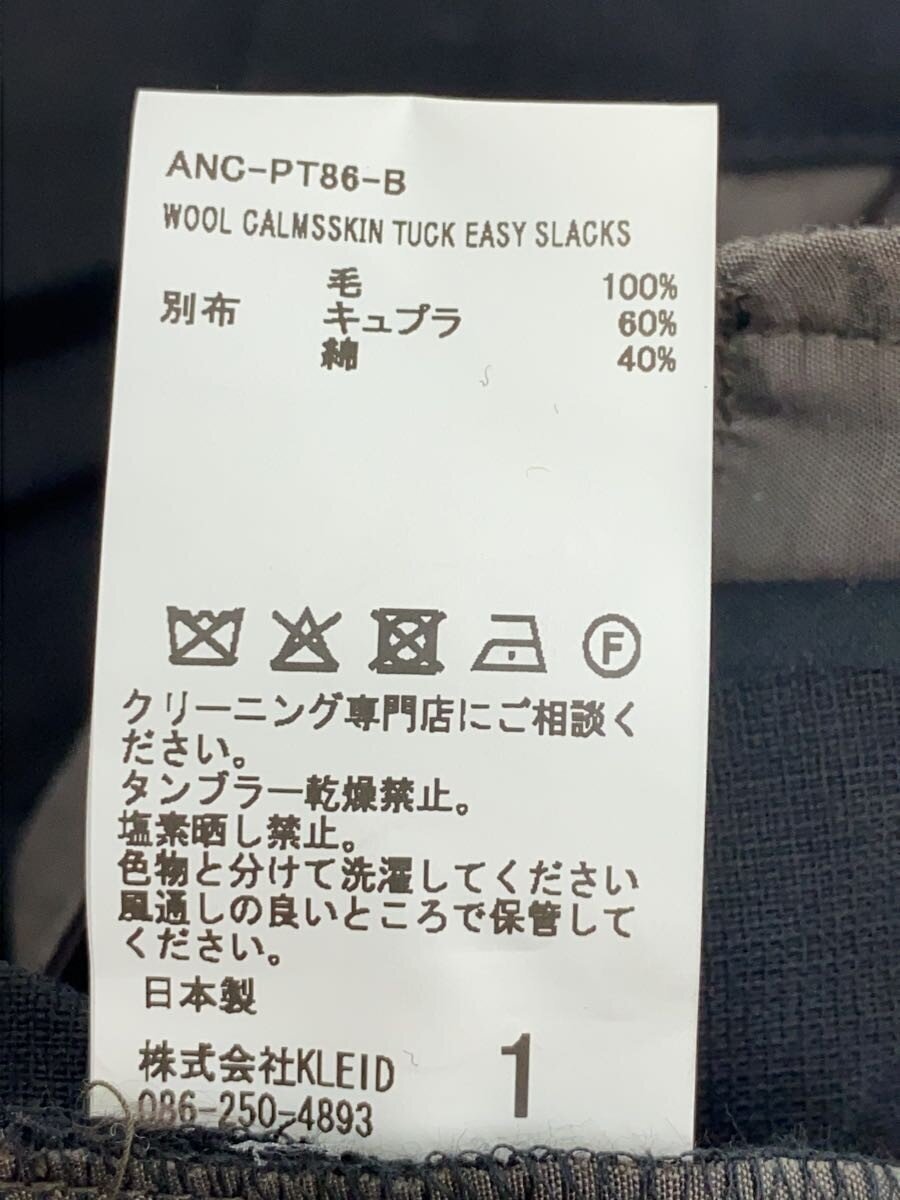 ANC-PT86-B
WOOL CALMSSKIN TUCK EASY SLACKS
毛 100%
別布 キュプラ 60%
綿 40%
F
クリーニング専門店にご相談く
ださい。
タンブラー乾燥禁止。
塩素晒し禁止。
色物と分けて洗濯してください
風通しの良いところで保管して
ください。
日本製
株式会社KLEID 1
086-250-4893